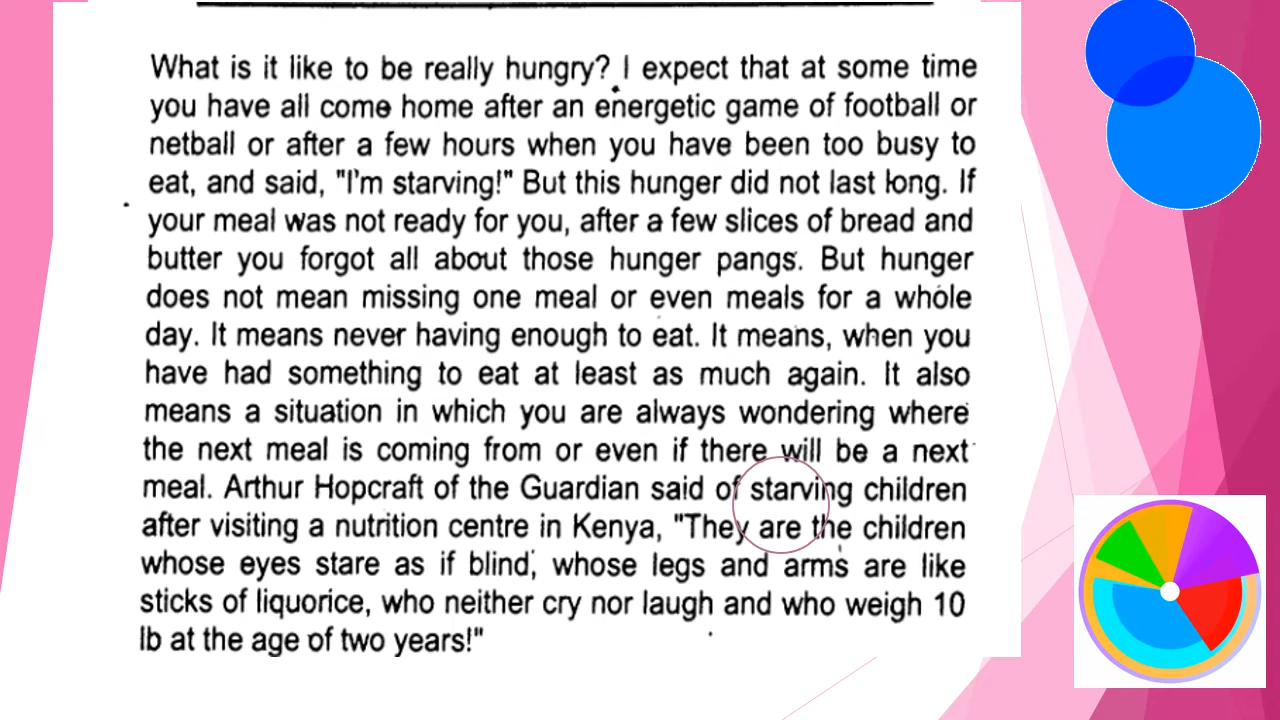 What is it like to be really hungry? I expect that at some time
you have all come home after an energetic game of football or
netball or after a few hours when you have been too busy to
eat, and said, "I'm starving!" But this hunger did not last long. If
your meal was not ready for you, after a few slices of bread and
butter you forgot all about those hunger pangs. But hunger
does not mean missing one meal or even meals for a whole
day. It means never having enough to eat. It means, when you
have had something to eat at least as much again. It also
means a situation in which you are always wondering where
the next meal is coming from or even if there will be a next
meal. Arthur Hopcraft of the Guardian said of starving children
after visiting a nutrition centre in Kenya, "They are the children
whose eyes stare as if blind, whose legs and arms are like
sticks of liquorice, who neither cry nor laugh and who weigh 10
lb at the age of two years!"